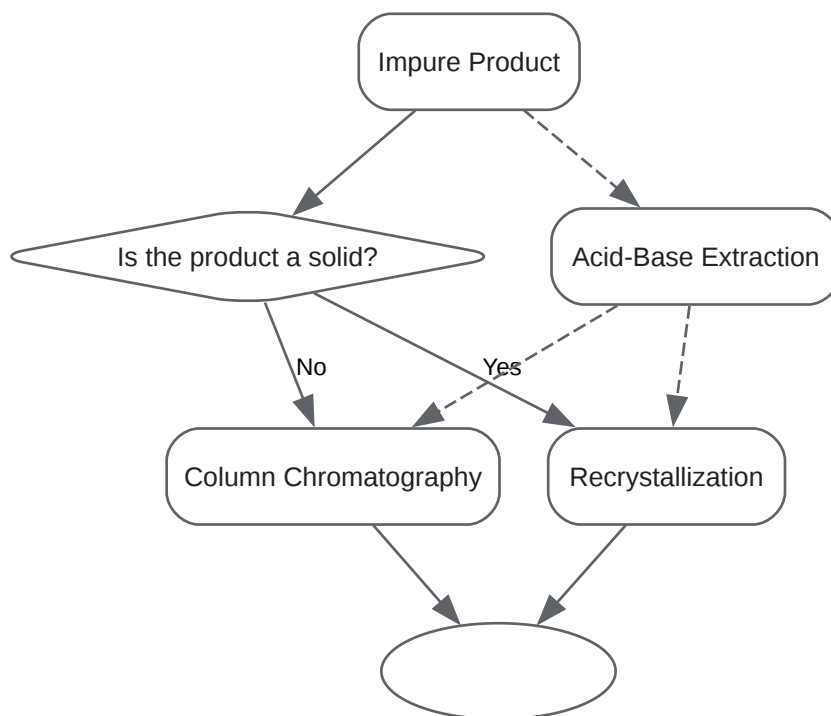 Impure Product
Is the product a solid?
Acid-Base Extraction
No
Yes
Column Chromatography
Recrystallization